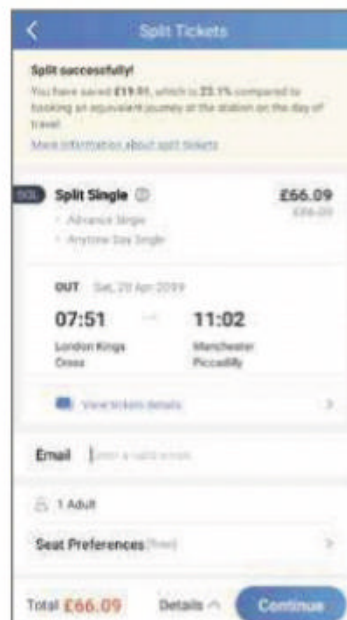 Split Tickets
Split successfully!
You have saved which is 23.1% compared to
booking an equivalent journey at the station on the day of
travel
More information about split tickets
Split Single £66.09
Advance Single
Anytime Day Single
OUT Sat, 20 Apr
07:51 → 11:02
London Kings Manchester
Cross Piccadilly
View tickets details >
Email
1 Adult
Seat Preferences >
Total £66.09 Details Continue